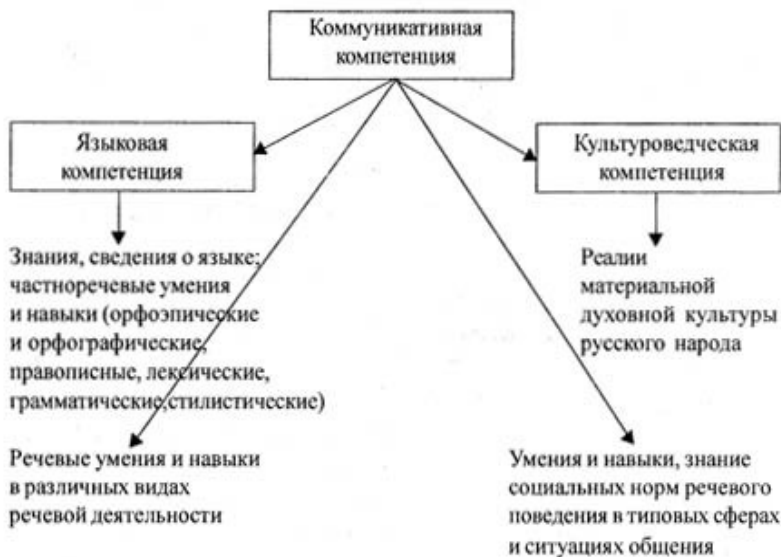 Коммуникативная
компетенция
Языковая
компетенция
Культуроведческая
компетенция
Знания, сведения о языке;
частноречевые умения
и навыки (орфоэпические
и орфографические,
правописные, лексические,
грамматические,стилистические)
Реалии
материальной
духовной культуры
русского народа
Речевые умения и навыки
в различных видах
речевой деятельности
Умения и навыки, знание
социальных норм речевого
поведения в типовых сферах
и ситуациях общения